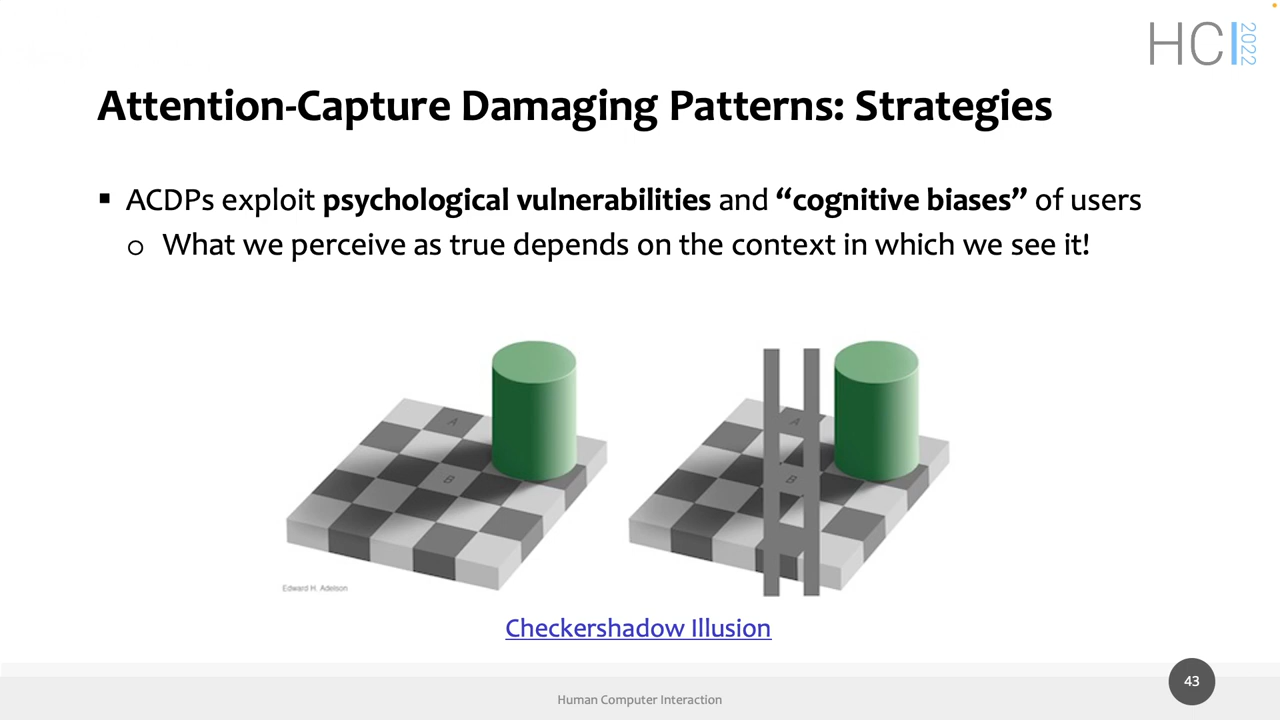 HCI 2022
Attention-Capture Damaging Patterns: Strategies
▪ ACDPs exploit psychological vulnerabilities and “cognitive biases” of users
o What we perceive as true depends on the context in which we see it!
A
B
A
B
Edward H. Adelson
Checkershadow Illusion
Human Computer Interaction
43